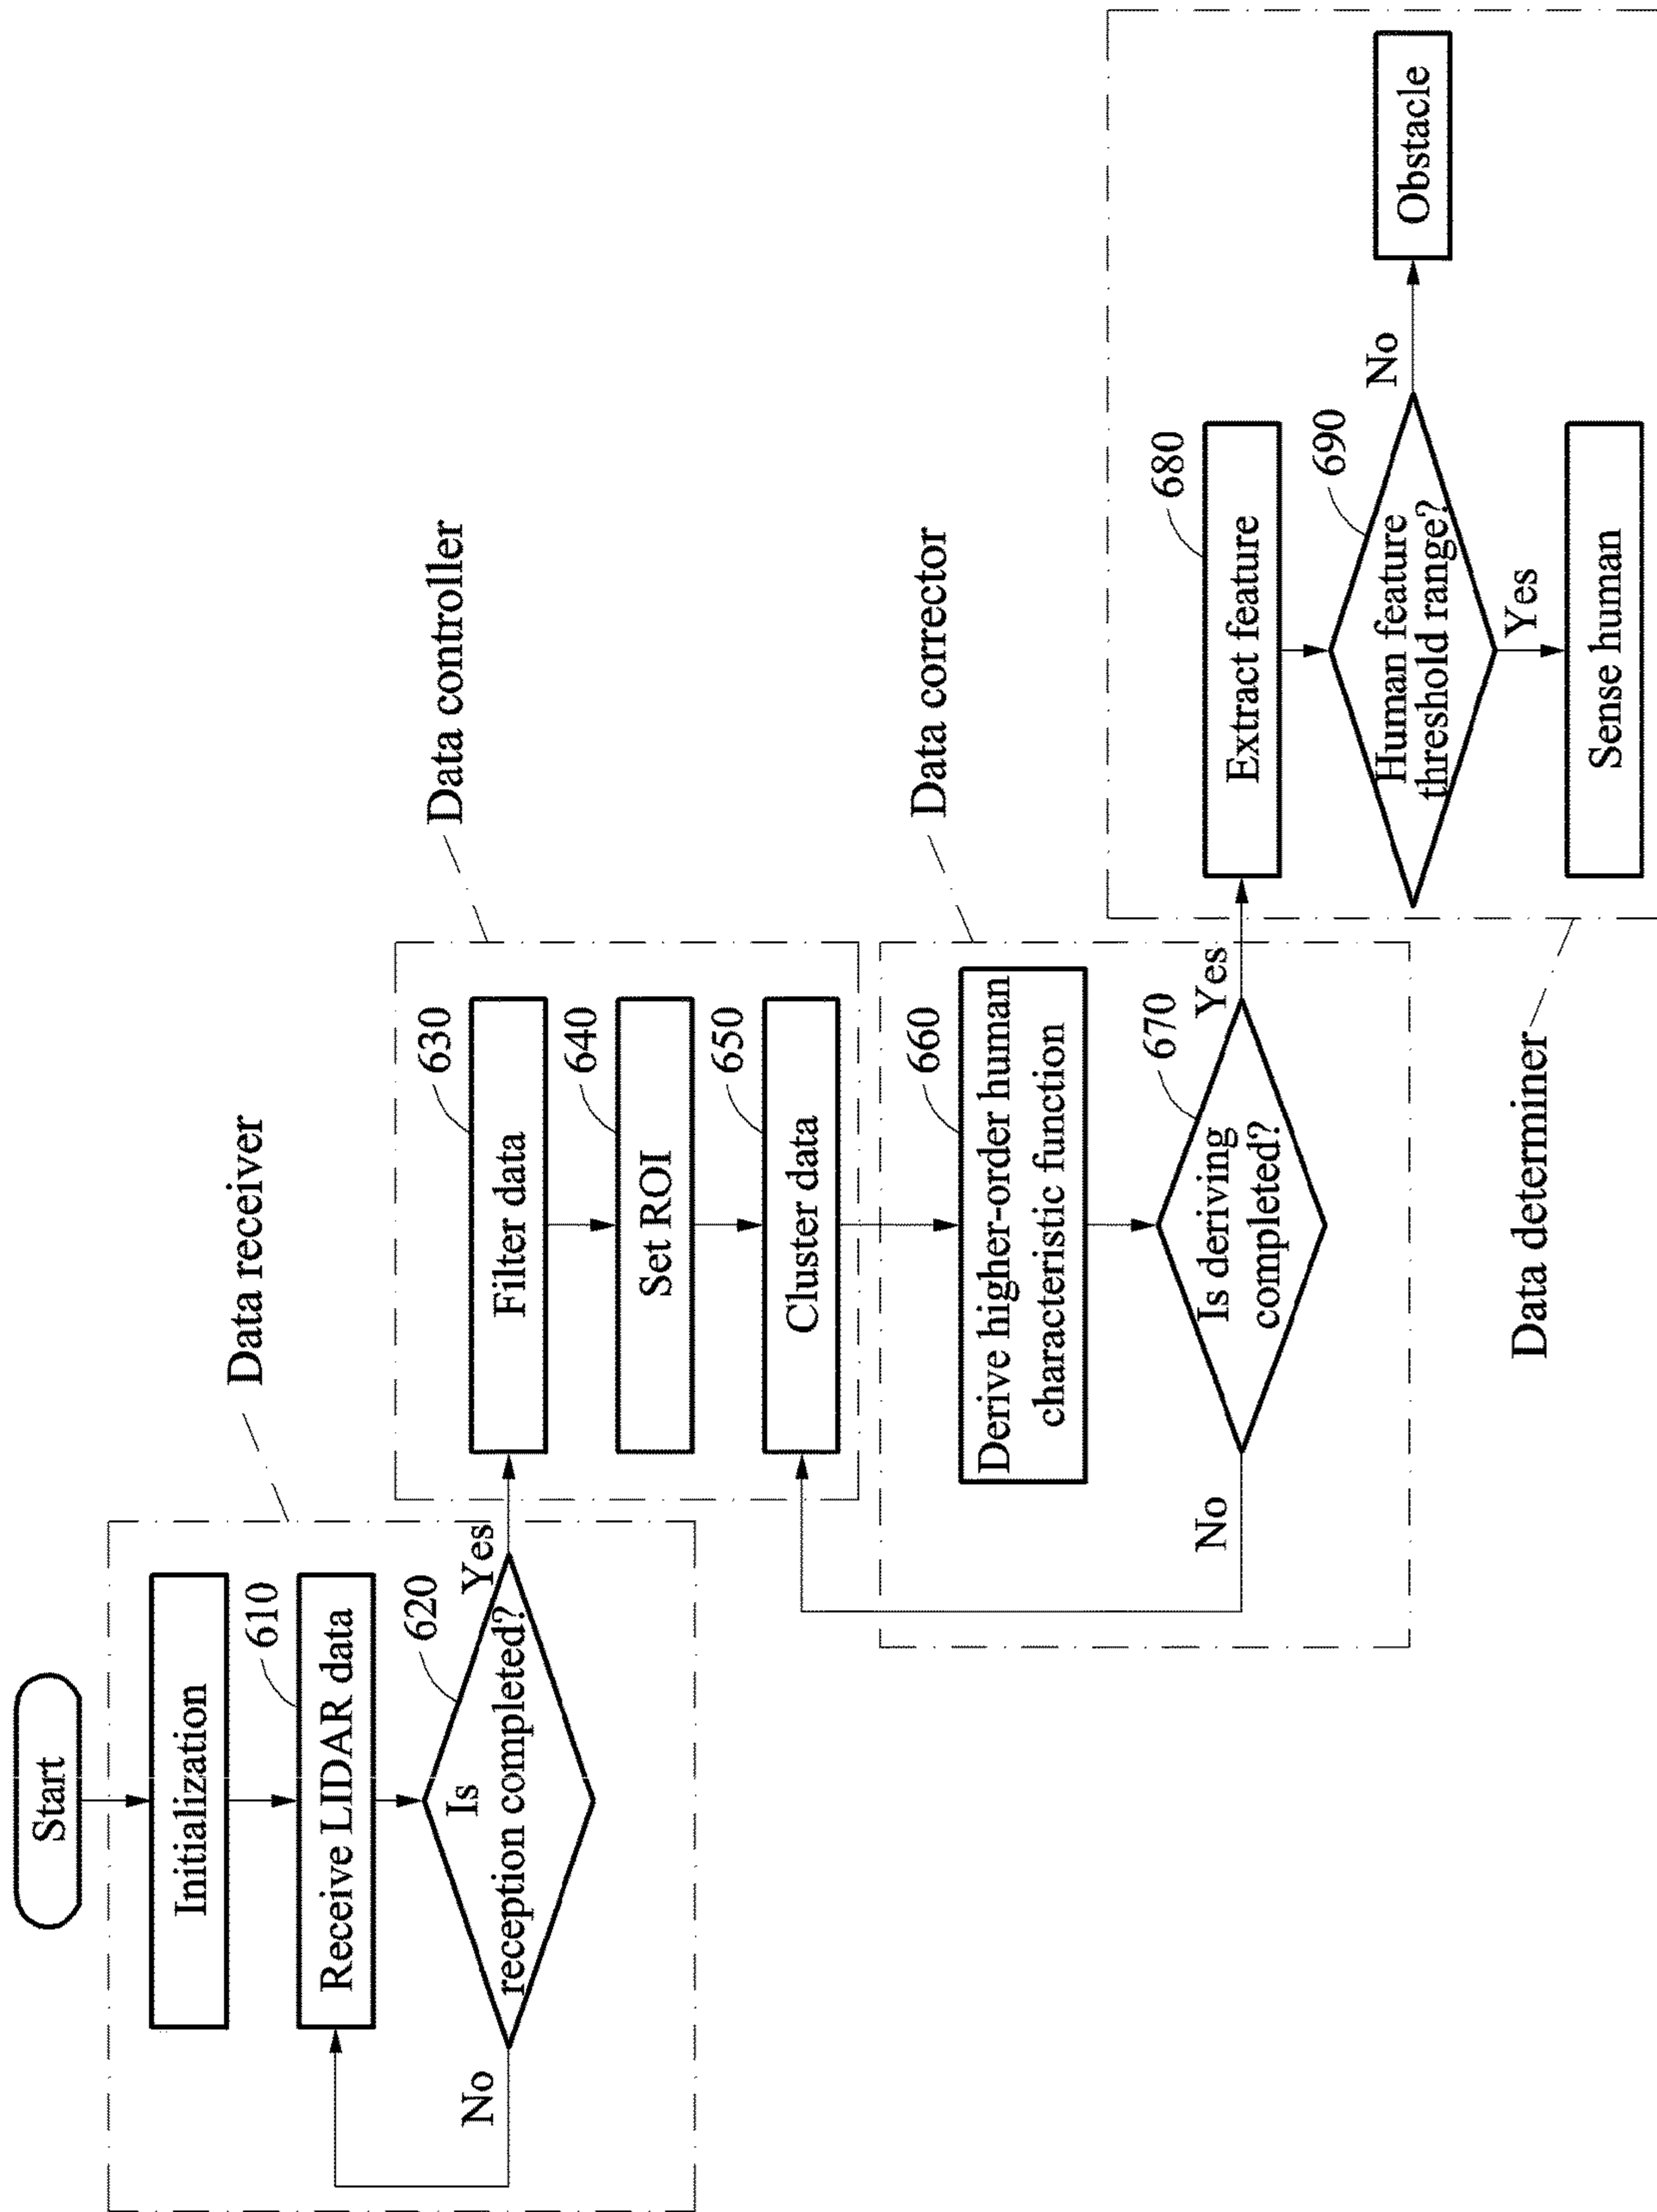 Start
Data receiver
Initialization
610
Receive LIDAR data
620
Is
reception completed?
No
Yes
Data controller
630
Filter data
640
Set ROI
650
Cluster data
Data corrector
660
Derive higher-order human
characteristic function
670
Is deriving
completed?
No
Yes
Data determiner
680
Extract feature
690
Human feature
threshold range?
No
Obstacle
Yes
Sense human